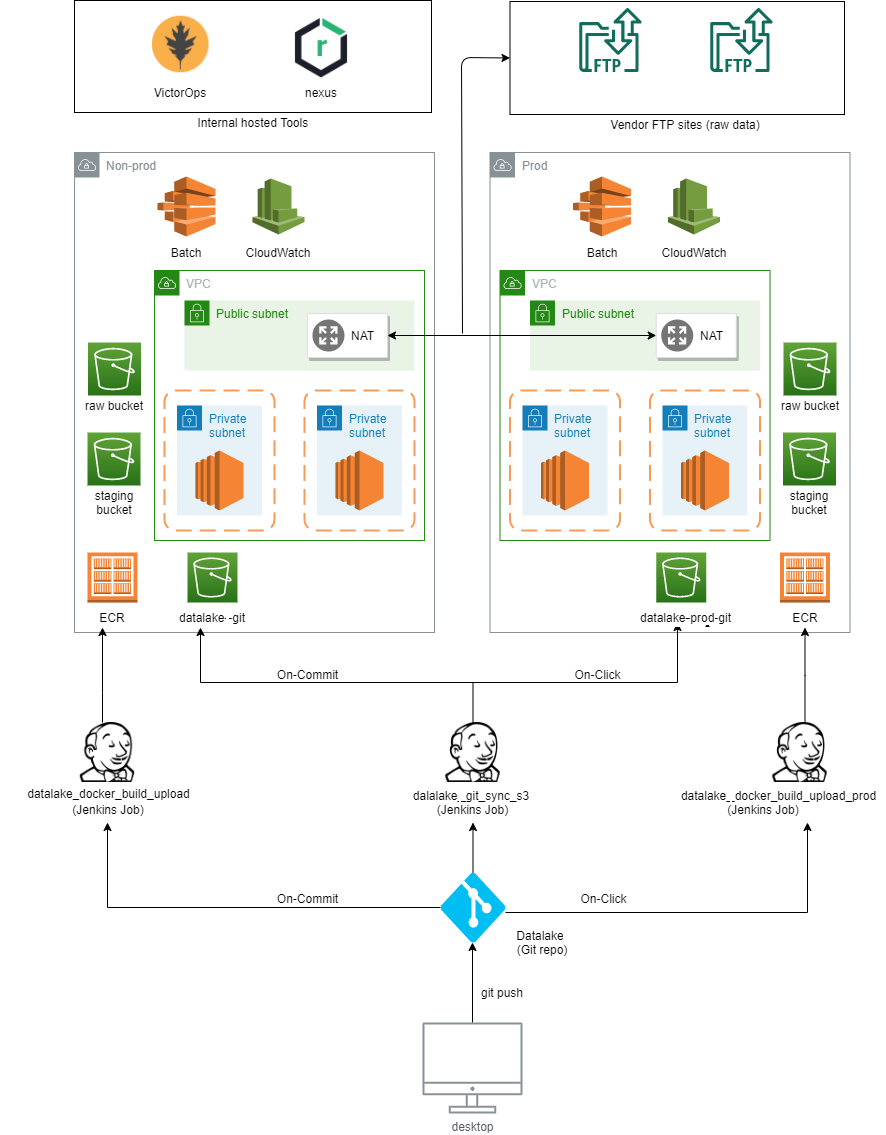 VictorOps
nexus
Internal hosted Tools
FTP
FTP
Vendor FTP sites (raw data)
Non-prod
Batch
CloudWatch
VPC
Public subnet
NAT
raw bucket
Private
subnet
Private
subnet
staging
bucket
ECR
datalake--git
Prod
Batch
CloudWatch
VPC
Public subnet
NAT
raw bucket
Private
subnet
Private
subnet
staging
bucket
datalake-prod-git
ECR
On-Commit
On-Click
datalake_docker_build_upload
(Jenkins Job)
datalake__git_sync_s3
(Jenkins Job)
datalake__docker_build_upload_prod
(Jenkins Job)
On-Commit
On-Click
Datalake
(Git repo)
git push
desktop